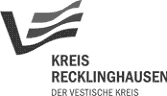 KREIS
RECKLINGHAUSEN
DER VESTISCHE KREIS